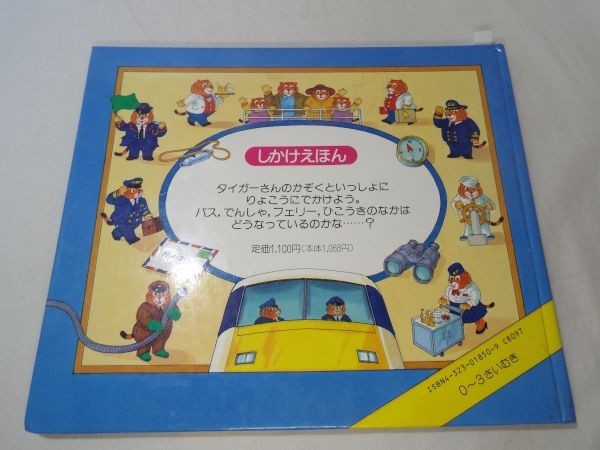 しかけえほん
タイガーさんのかぞくといっしょに
りょこうにでかけよう。
バス，でんしゃ，フェリー，ひこうきのなかは
どうなっているのかな……？
定価1,100円（本体1,068円）
ISBN4-323-01850-9 C8097
0～3さいむき